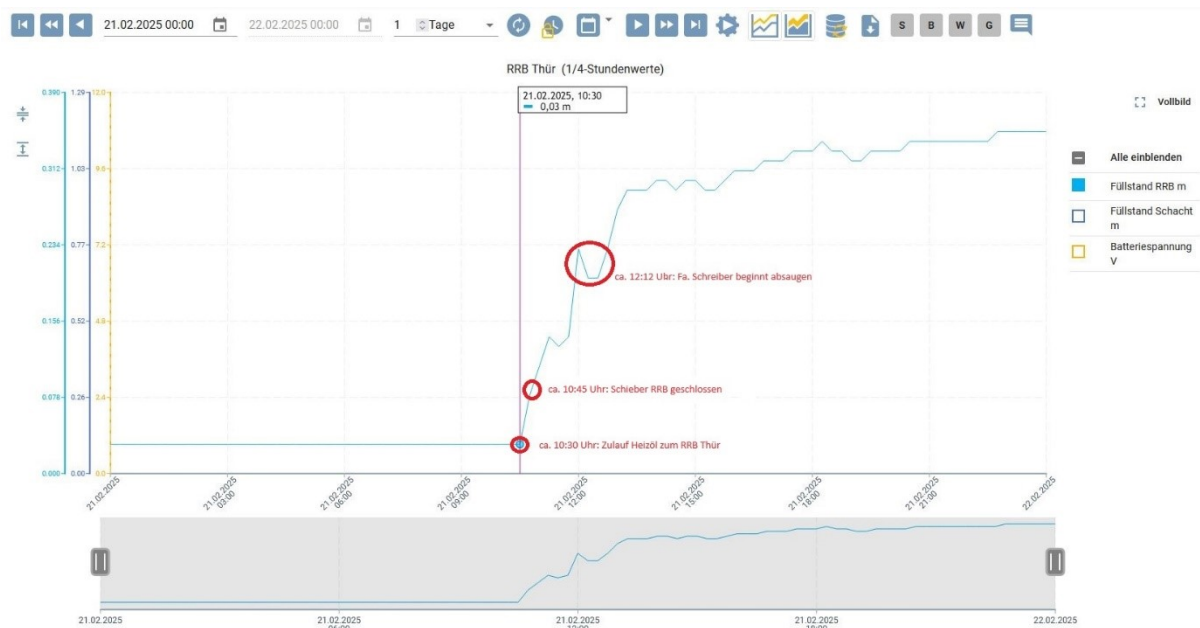 21.02.2025 00:00
22.02.2025 00:00
1 Tage
S B W G
RRB Thür (1/4-Stundenwerte)
21.02.2025, 10:30
0,03 m
Vollbild
Alle einblenden
Füllstand RRB m
Füllstand Schacht
m
Batteriespannung
V
0.390 1.29 12.0
0.312 1.03 9.6
0.234 0.77 7.2
0.156 0.52 4.8
0.078 0.26 2.4
0.000 0.00 0.0
ca. 12:12 Uhr: Fa. Schreiber beginnt absaugen
ca. 10:45 Uhr: Schieber RRB geschlossen
ca. 10:30 Uhr: Zulauf Heizöl zum RRB Thür
21.02.2025
21.02.2025
03:00
21.02.2025
06:00
21.02.2025
09:00
21.02.2025
12:00
21.02.2025
15:00
21.02.2025
18:00
21.02.2025
21:00
22.02.2025
21.02.2025
21.02.2025
21.02.2025
21.02.2025
22.02.2025